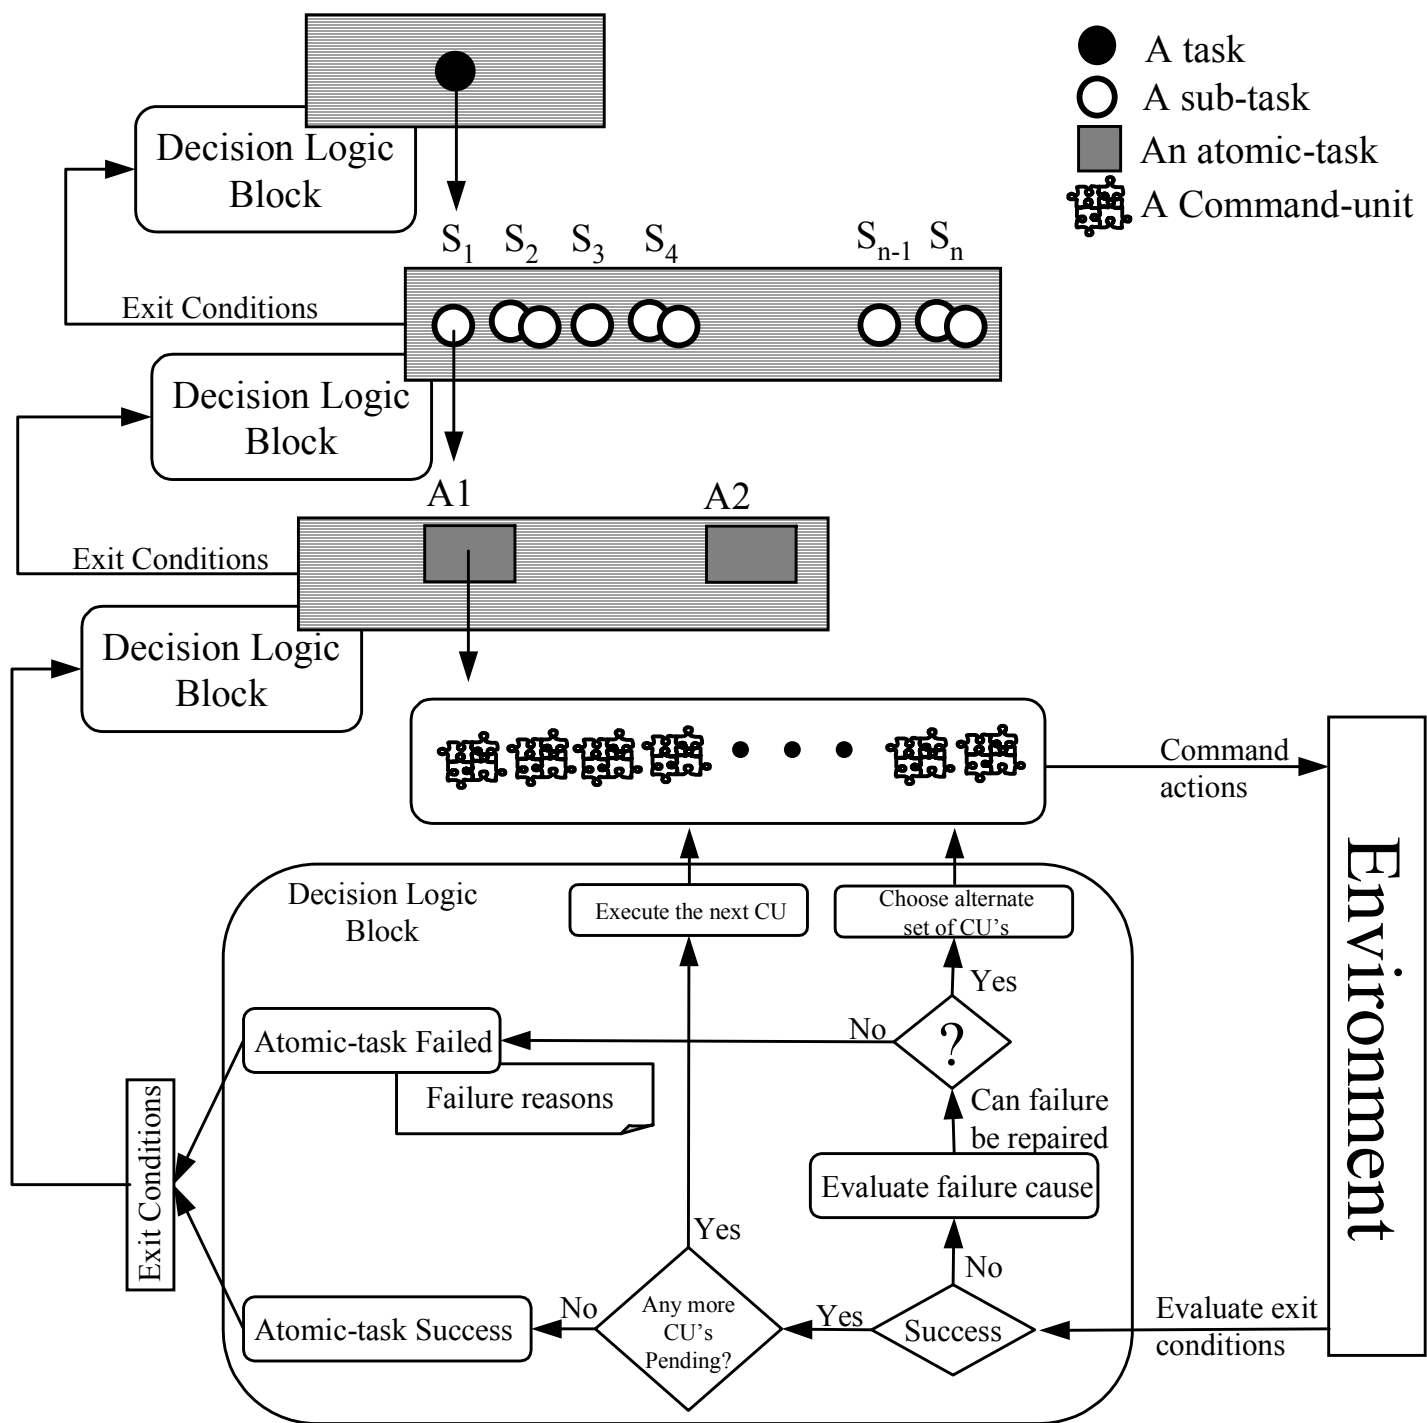 A task
A sub-task
An atomic-task
A Command-unit
Decision Logic
Block
S1 S2 S3 S4 Sn-1 Sn
Exit Conditions
Decision Logic
Block
A1 A2
Exit Conditions
Decision Logic
Block
Command
actions
Environment
Decision Logic
Block
Execute the next CU
Choose alternate
set of CU's
Yes
No
?
Atomic-task Failed
Failure reasons
Can failure
be repaired
Evaluate failure cause
Exit Conditions
Yes
No
Any more
CU's
Pending?
No
Yes
Success
Atomic-task Success
Evaluate exit
conditions